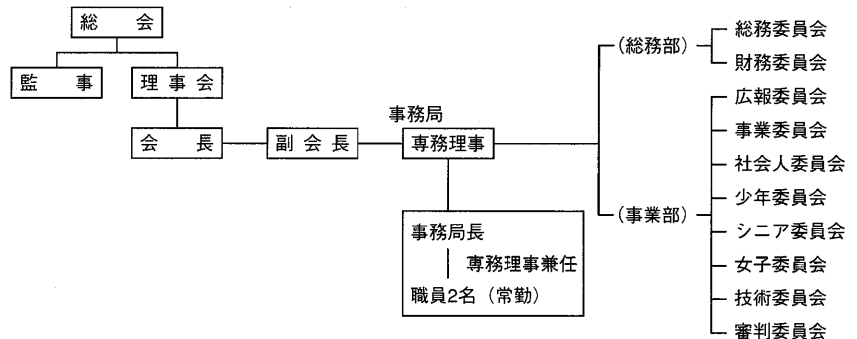 総会
監事
理事会
会長
副会長
事務局
専務理事
事務局長
専務理事兼任
職員2名（常勤）
（総務部）
総務委員会
財務委員会
（事業部）
広報委員会
事業委員会
社会人委員会
少年委員会
シニア委員会
女子委員会
技術委員会
審判委員会